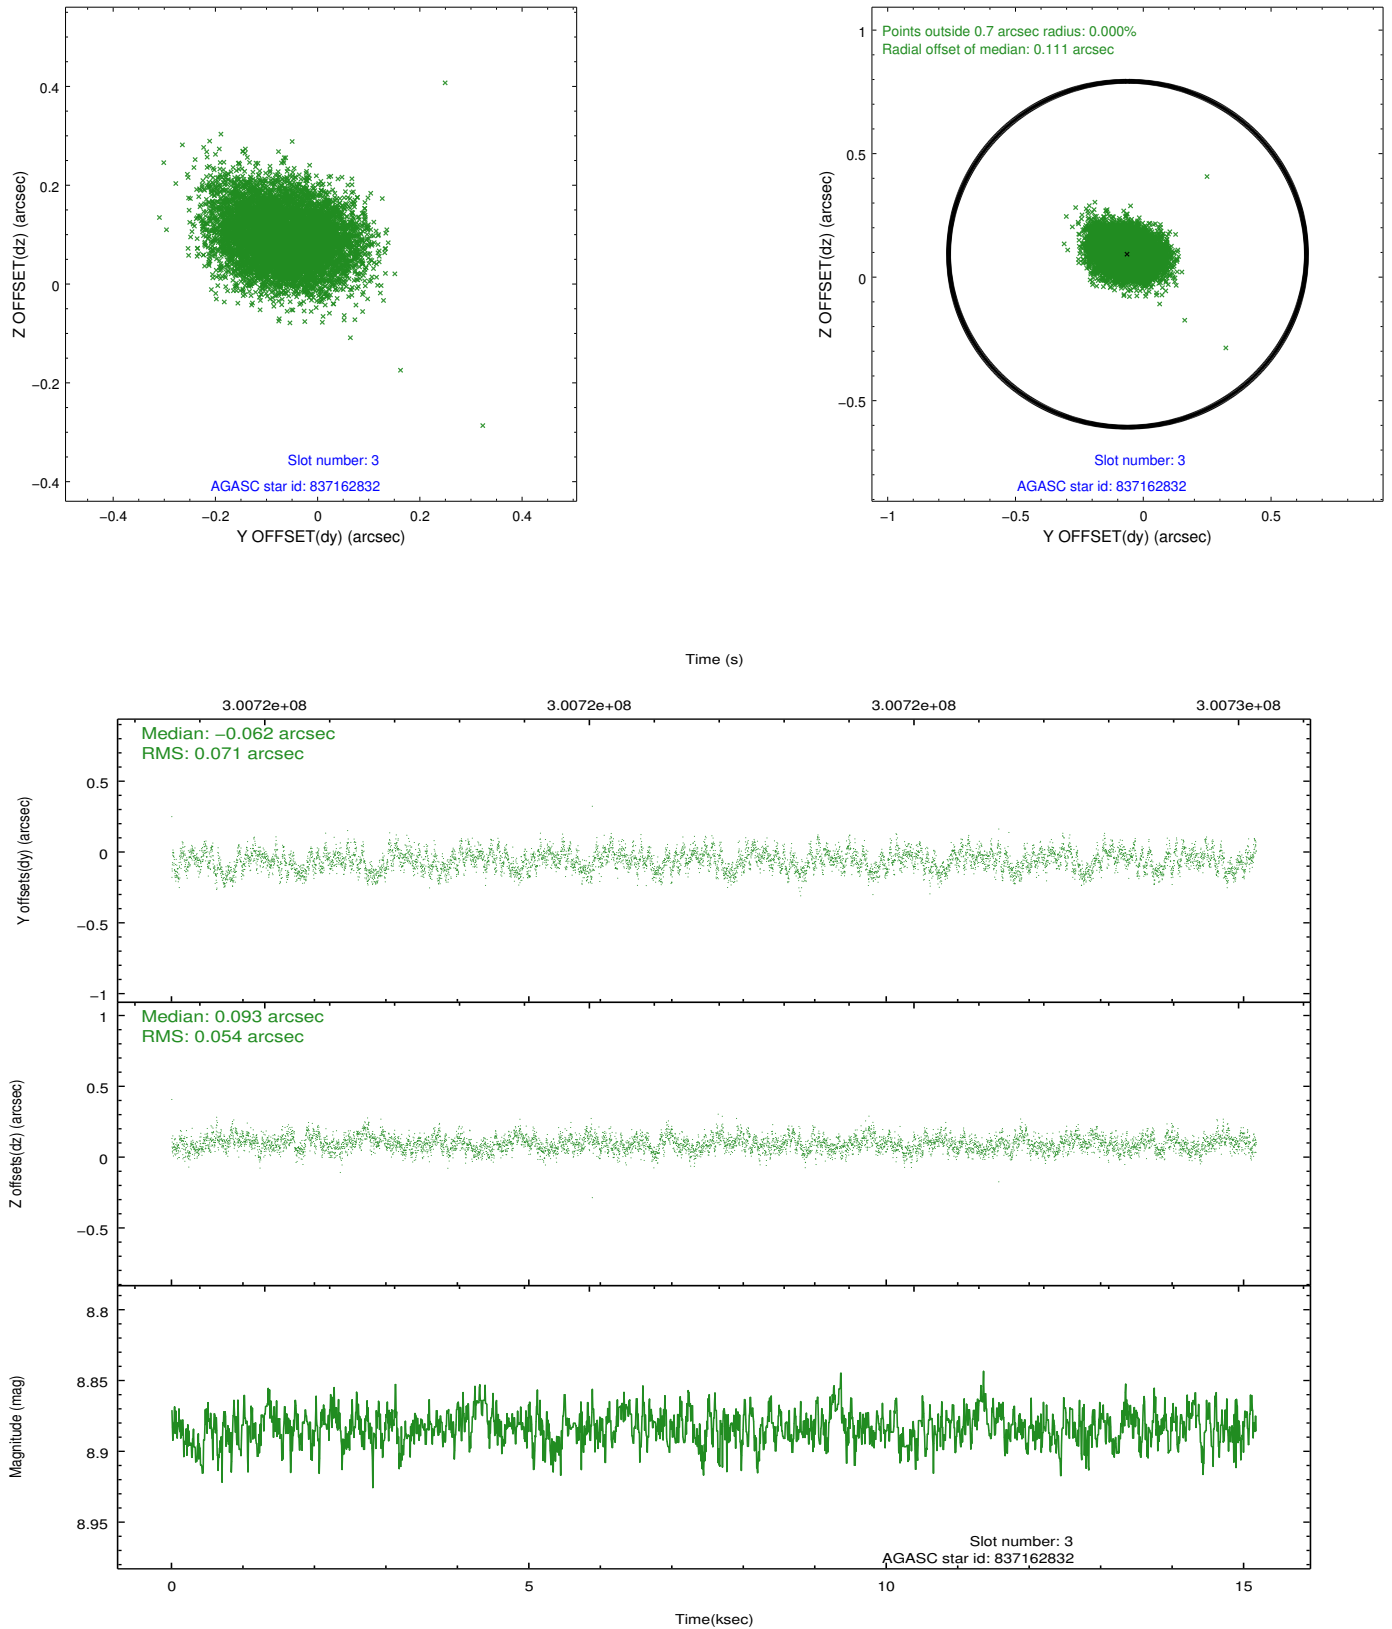 0.4
0.2
0
−0.2
−0.4
Z OFFSET(dz) (arcsec)
Slot number: 3
AGASC star id: 837162832
−0.4
−0.2
0
0.2
0.4
Y OFFSET(dy) (arcsec)
Points outside 0.7 arcsec radius: 0.000%
Radial offset of median: 0.111 arcsec
1
0.5
0
−0.5
Z OFFSET(dz) (arcsec)
Slot number: 3
AGASC star id: 837162832
−1
−0.5
0
0.5
Y OFFSET(dy) (arcsec)
Time (s)
3.0072e+08
3.0072e+08
3.0072e+08
3.0073e+08
Median: −0.062 arcsec
RMS: 0.071 arcsec
0.5
0
−0.5
−1
Y offsets(dy) (arcsec)
Median: 0.093 arcsec
RMS: 0.054 arcsec
1
0.5
0
−0.5
Z offsets(dz) (arcsec)
8.8
8.85
8.9
8.95
Magnitude (mag)
Slot number: 3
AGASC star id: 837162832
0
5
10
15
Time(ksec)